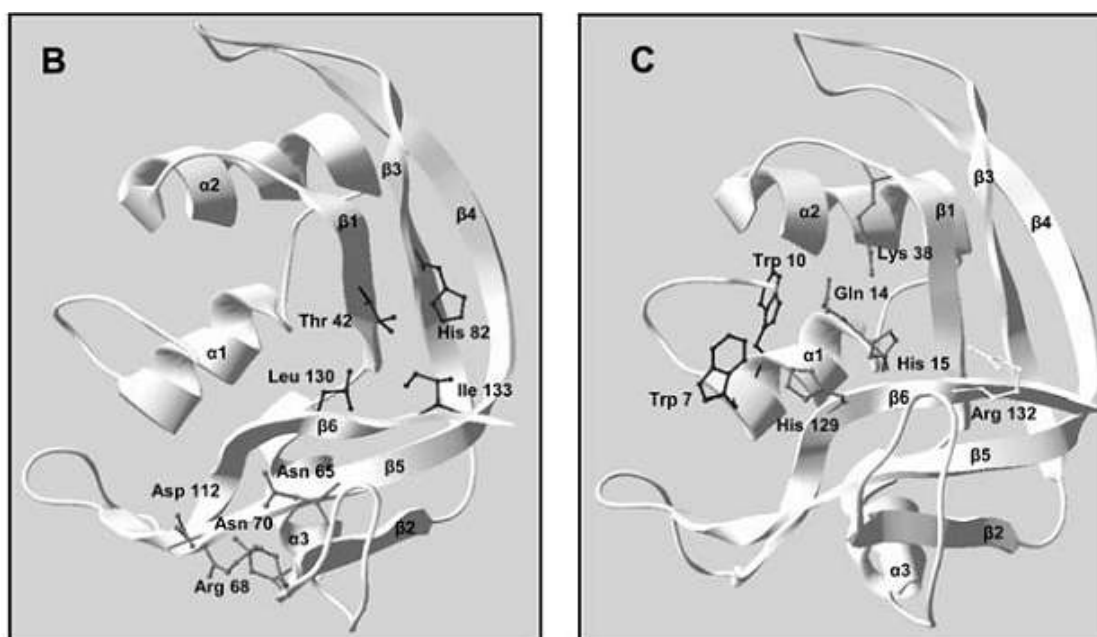 B
β3
α2
β4
β1
Thr 42
His 82
α1
Leu 130
Ile 133
β6
Asn 65
β5
Asp 112
Asn 70
α3
β2
Arg 68
C
β3
α2
β1
β4
Lys 38
Trp 10
Gln 14
α1
His 15
Trp 7
β6
His 129
Arg 132
β5
β2
α3